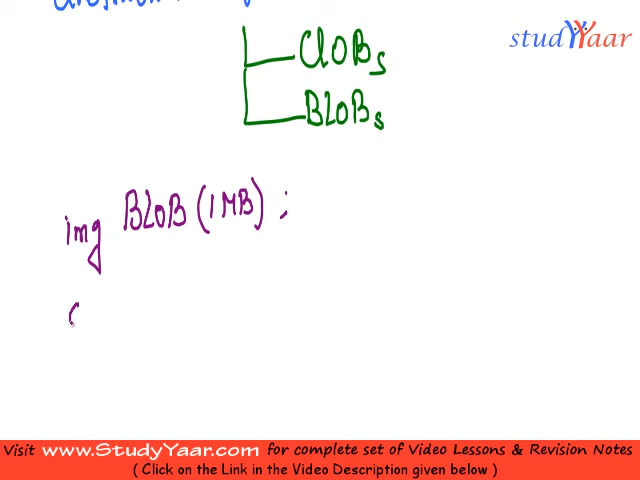 studYYaar
ClOBs
BLOBs
img BLOB (1MB) ;
(
Visit www.StudyYaar.com for complete set of Video Lessons & Revision Notes
( Click on the Link in the Video Description given below )